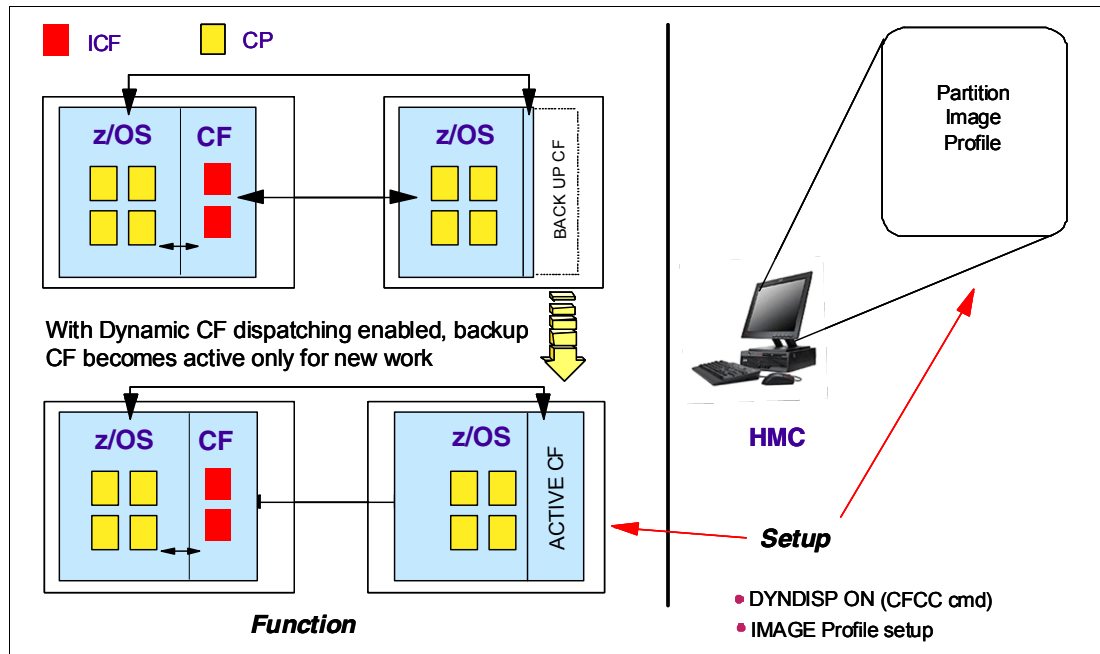 ICF
CP
z/OS
CF
z/OS
BACK UP CF
With Dynamic CF dispatching enabled, backup
CF becomes active only for new work
z/OS
CF
z/OS
ACTIVE CF
Function
Partition
Image
Profile
HMC
Setup
DYNDISP ON (CFCC cmd)
IMAGE Profile setup